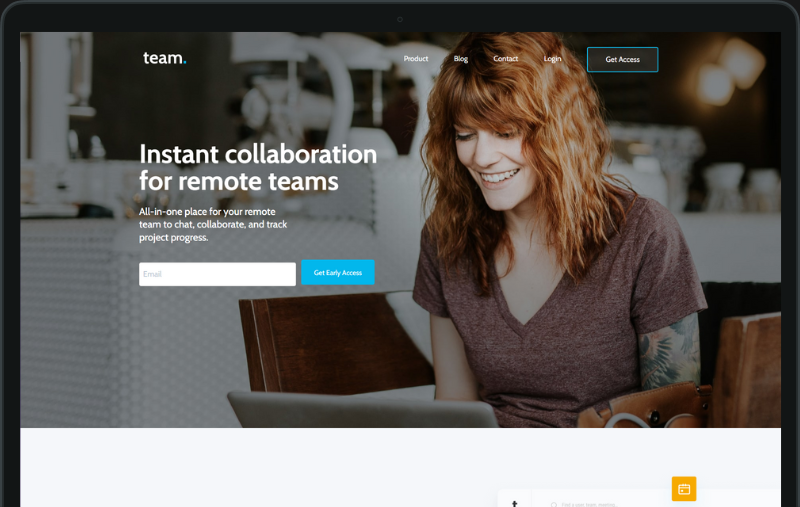 team.
Product Blog Contact Login Get Access
Instant collaboration
for remote teams
All-in-one place for your remote
team to chat, collaborate, and track
project progress.
Email Get Early Access
t